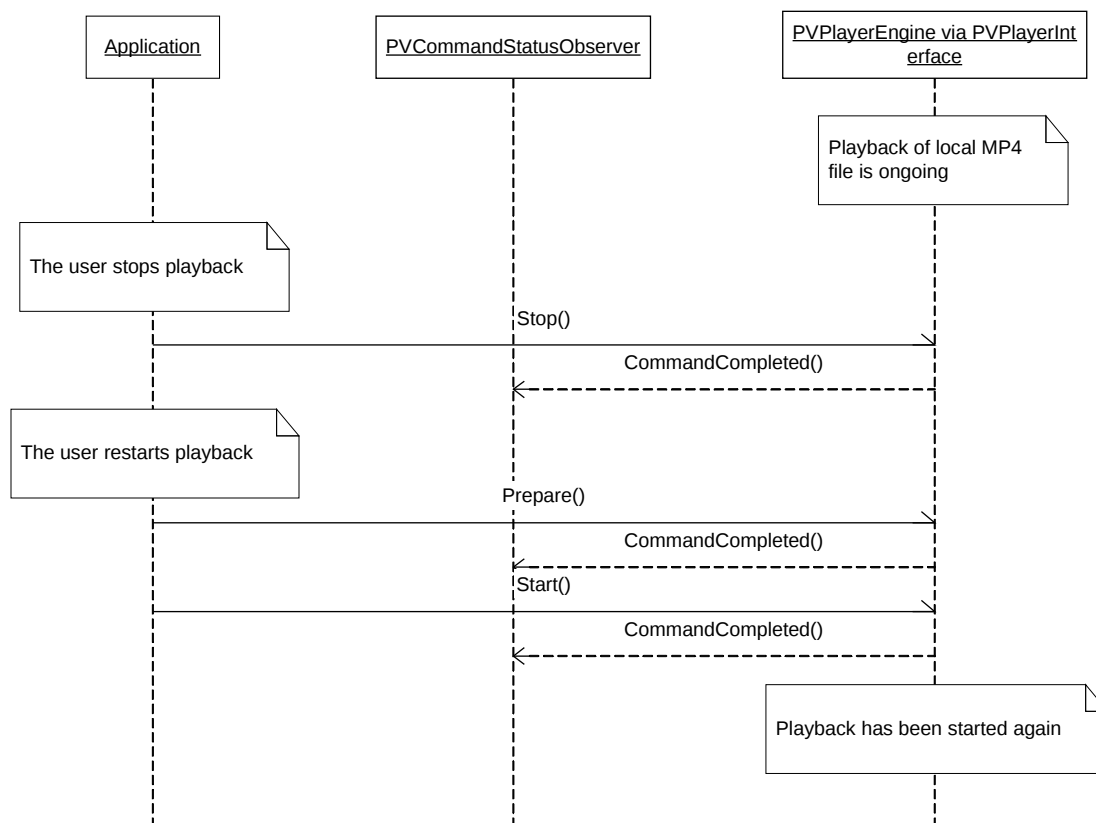 Application
PVCommandStatusObserver
PVPlayerEngine via PVPlayerInt
erface
Playback of local MP4
file is ongoing
The user stops playback
Stop()
CommandCompleted()
The user restarts playback
Prepare()
CommandCompleted()
Start()
CommandCompleted()
Playback has been started again